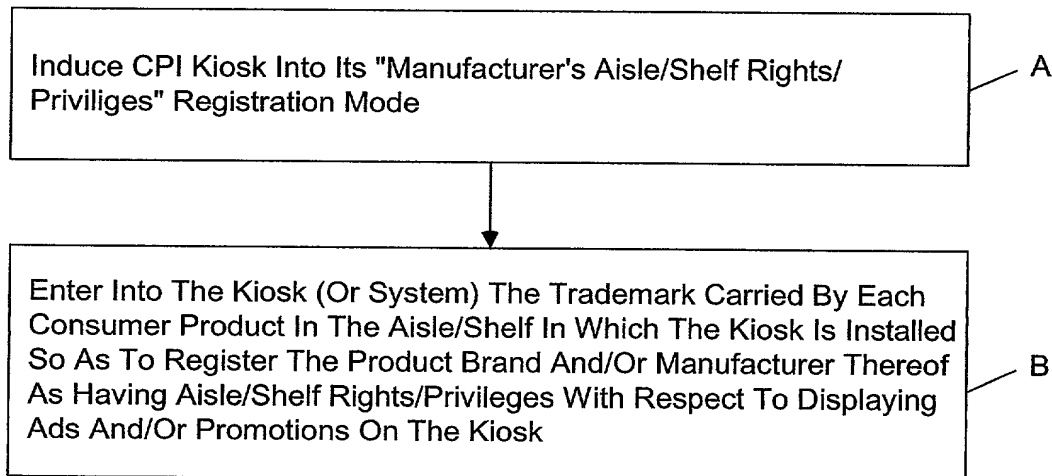 Induce CPI Kiosk Into Its "Manufacturer's Aisle/Shelf Rights/
Priviliges" Registration Mode
A
Enter Into The Kiosk (Or System) The Trademark Carried By Each
Consumer Product In The Aisle/Shelf In Which The Kiosk Is Installed
So As To Register The Product Brand And/Or Manufacturer Thereof
As Having Aisle/Shelf Rights/Privileges With Respect To Displaying
Ads And/Or Promotions On The Kiosk
B